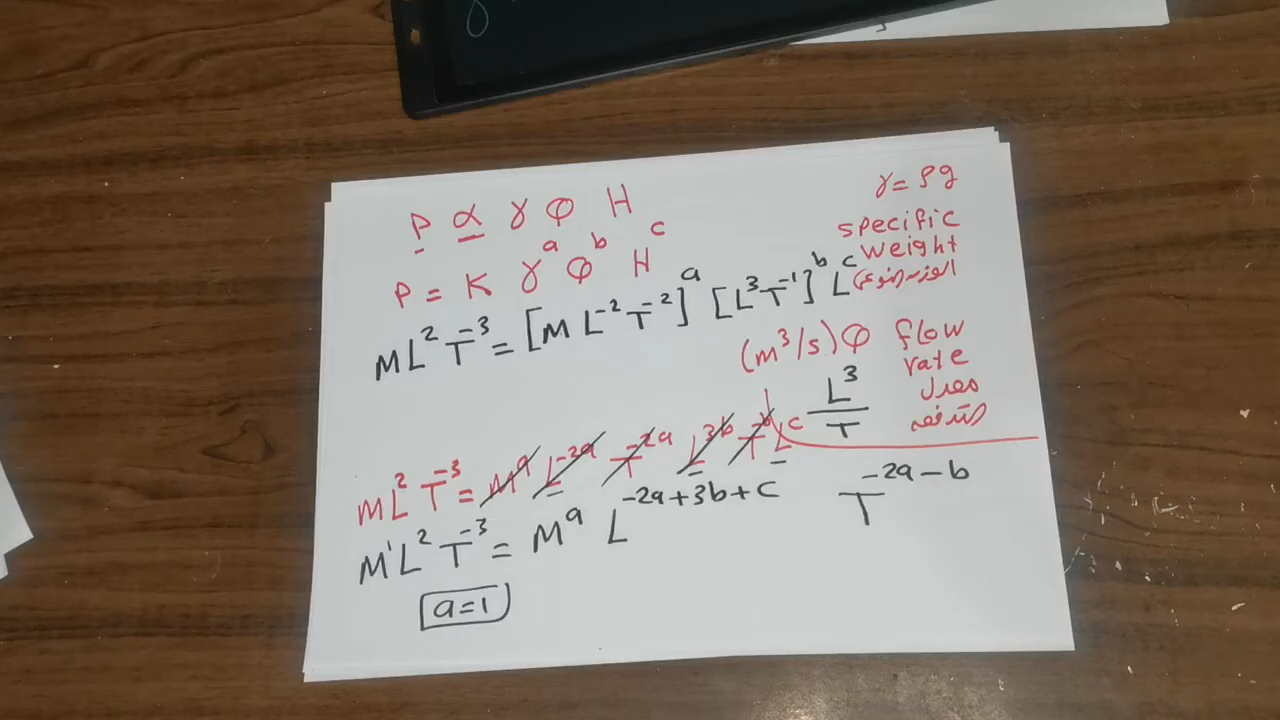 P α γ Q H
P = K γ^a Q^b H^c
M L^2 T^-3 = [M L^-2 T^-2]^a [L^3 T^-1]^b L^c
γ = ρg
specific
weight
الوزن النوعي
(m^3/s) Q flow
rate
معدل
التدفق
L^3
T
M L^2 T^-3 = M^a L^-2a T^-2a L^3b T^-b L^c
M^1 L^2 T^-3 = M^a L^-2a+3b+c T^-2a-b
a=1